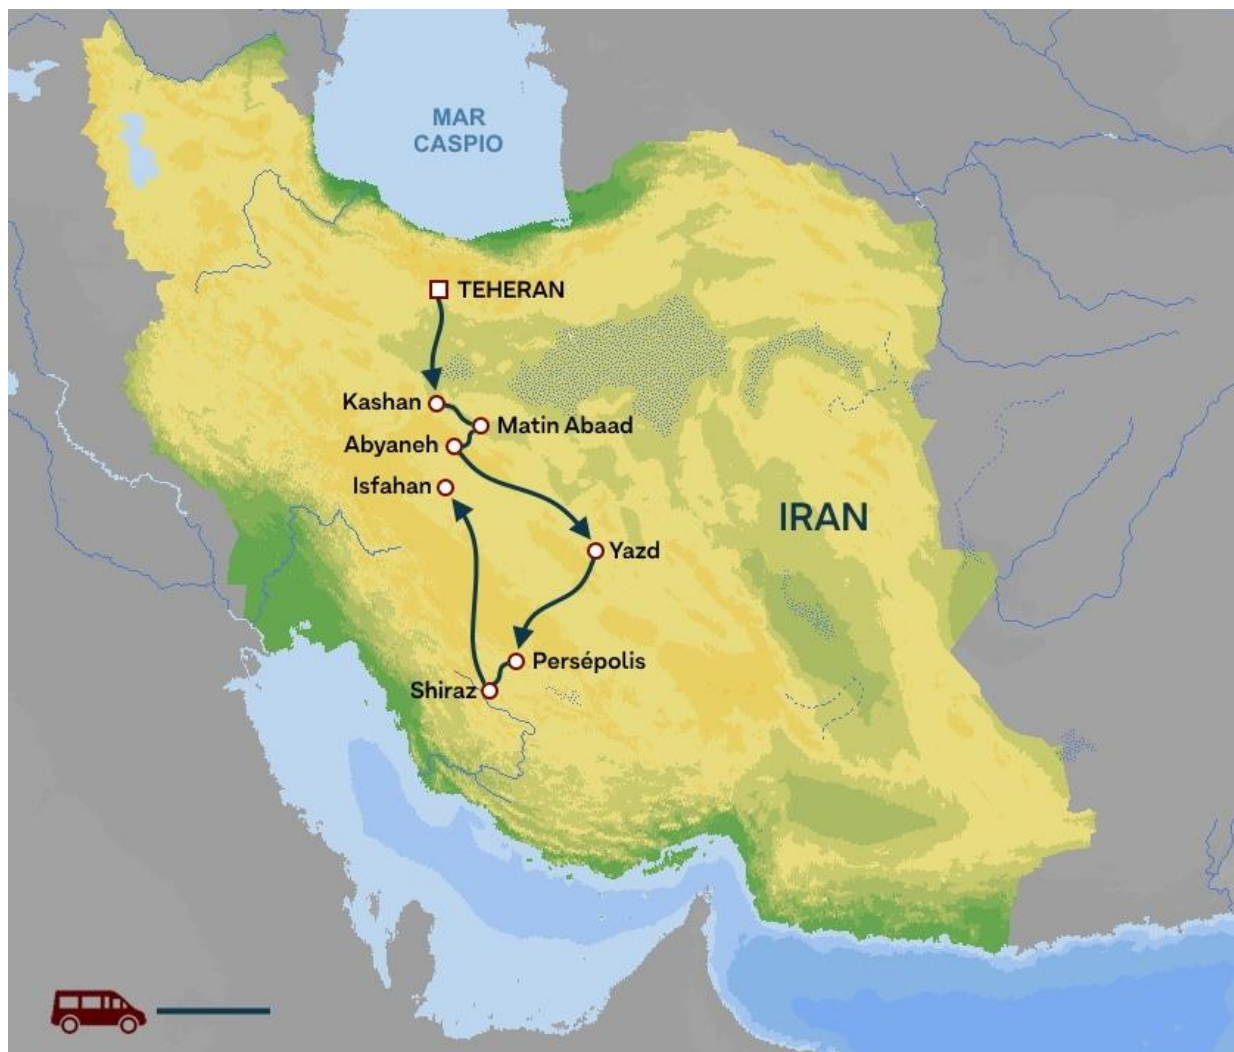 MAR
CASPIO
TEHERAN
Kashan
Matin Abaad
Abyaneh
Isfahan
IRAN
Yazd
Persépolis
Shiraz